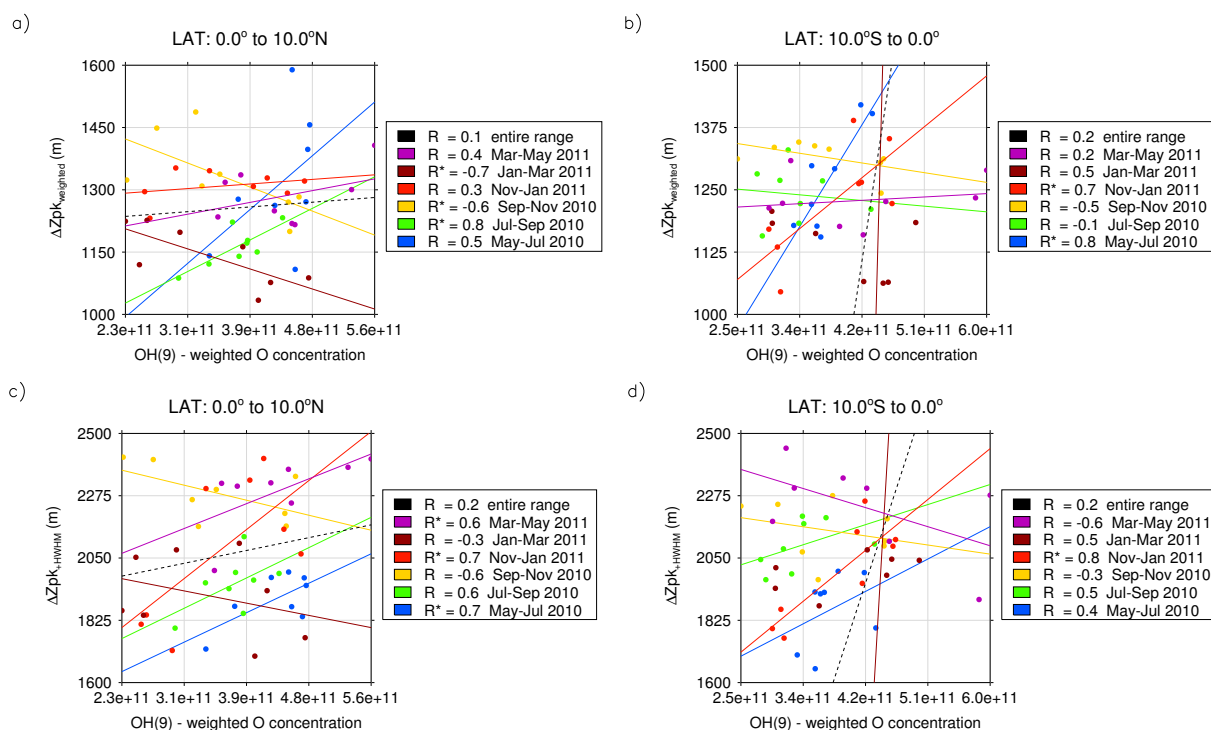 a)
LAT: 0.0° to 10.0°N
ΔZpk_weighted (m)
1600
1450
1300
1150
1000
2.3e+11 3.1e+11 3.9e+11 4.8e+11 5.6e+11
OH(9) - weighted O concentration
R = 0.1 entire range
R = 0.4 Mar-May 2011
R* = -0.7 Jan-Mar 2011
R = 0.3 Nov-Jan 2011
R* = -0.6 Sep-Nov 2010
R* = 0.8 Jul-Sep 2010
R = 0.5 May-Jul 2010
b)
LAT: 10.0°S to 0.0°
ΔZpk_weighted (m)
1500
1375
1250
1125
1000
2.5e+11 3.4e+11 4.2e+11 5.1e+11 6.0e+11
OH(9) - weighted O concentration
R = 0.2 entire range
R = 0.2 Mar-May 2011
R = 0.5 Jan-Mar 2011
R* = 0.7 Nov-Jan 2011
R = -0.5 Sep-Nov 2010
R = -0.1 Jul-Sep 2010
R* = 0.8 May-Jul 2010
c)
LAT: 0.0° to 10.0°N
ΔZpk_+HWHM (m)
2500
2275
2050
1825
1600
2.3e+11 3.1e+11 3.9e+11 4.8e+11 5.6e+11
OH(9) - weighted O concentration
R = 0.2 entire range
R* = 0.6 Mar-May 2011
R = -0.3 Jan-Mar 2011
R* = 0.7 Nov-Jan 2011
R = -0.6 Sep-Nov 2010
R = 0.6 Jul-Sep 2010
R* = 0.7 May-Jul 2010
d)
LAT: 10.0°S to 0.0°
ΔZpk_+HWHM (m)
2500
2275
2050
1825
1600
2.5e+11 3.4e+11 4.2e+11 5.1e+11 6.0e+11
OH(9) - weighted O concentration
R = 0.2 entire range
R = -0.6 Mar-May 2011
R = 0.5 Jan-Mar 2011
R* = 0.8 Nov-Jan 2011
R = -0.3 Sep-Nov 2010
R = 0.5 Jul-Sep 2010
R = 0.4 May-Jul 2010